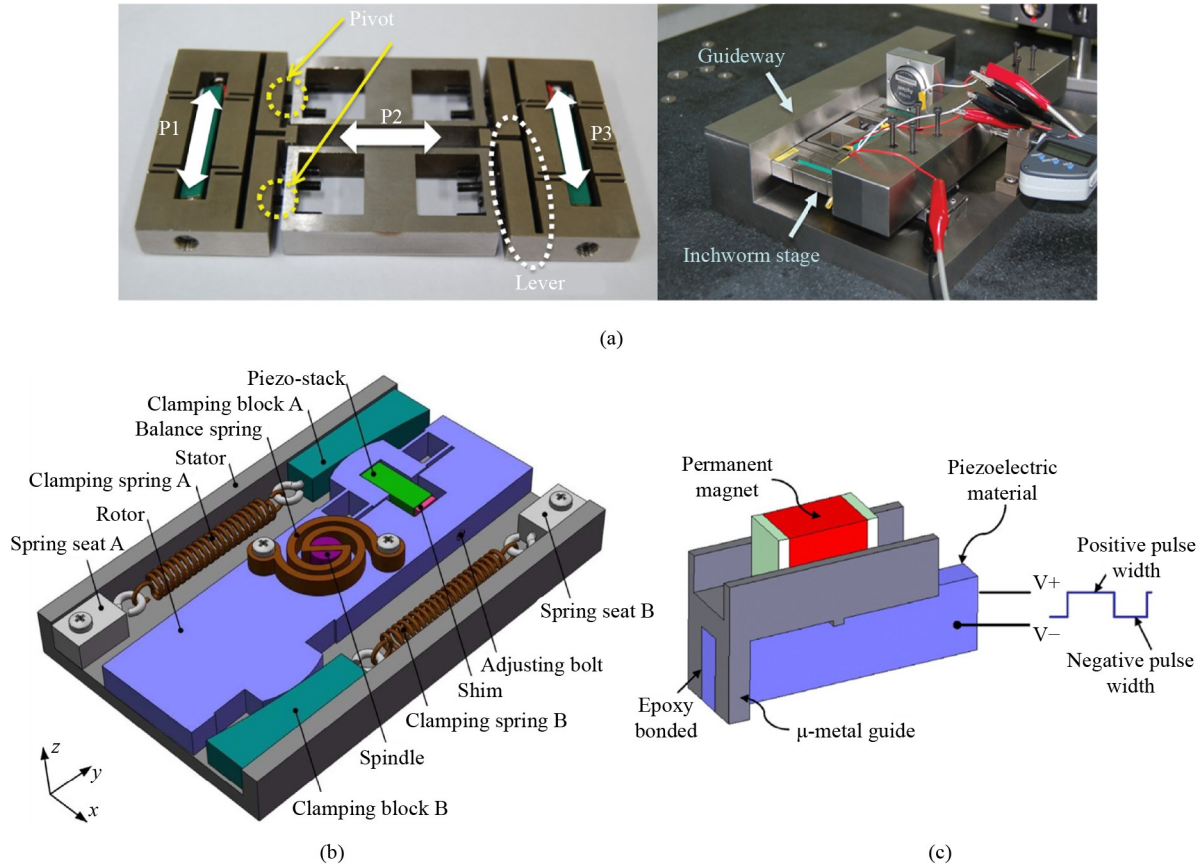 Pivot
P1
P2
P3
Lever
Guideway
Inchworm stage
(a)
Piezo-stack
Clamping block A
Balance spring
Stator
Clamping spring A
Rotor
Spring seat A
Spring seat B
Adjusting bolt
Shim
Clamping spring B
Spindle
Clamping block B
z
y
x
(b)
Permanent
magnet
Piezoelectric
material
Positive pulse
width
V+
V−
Negative pulse
width
Epoxy
bonded
μ-metal guide
(c)